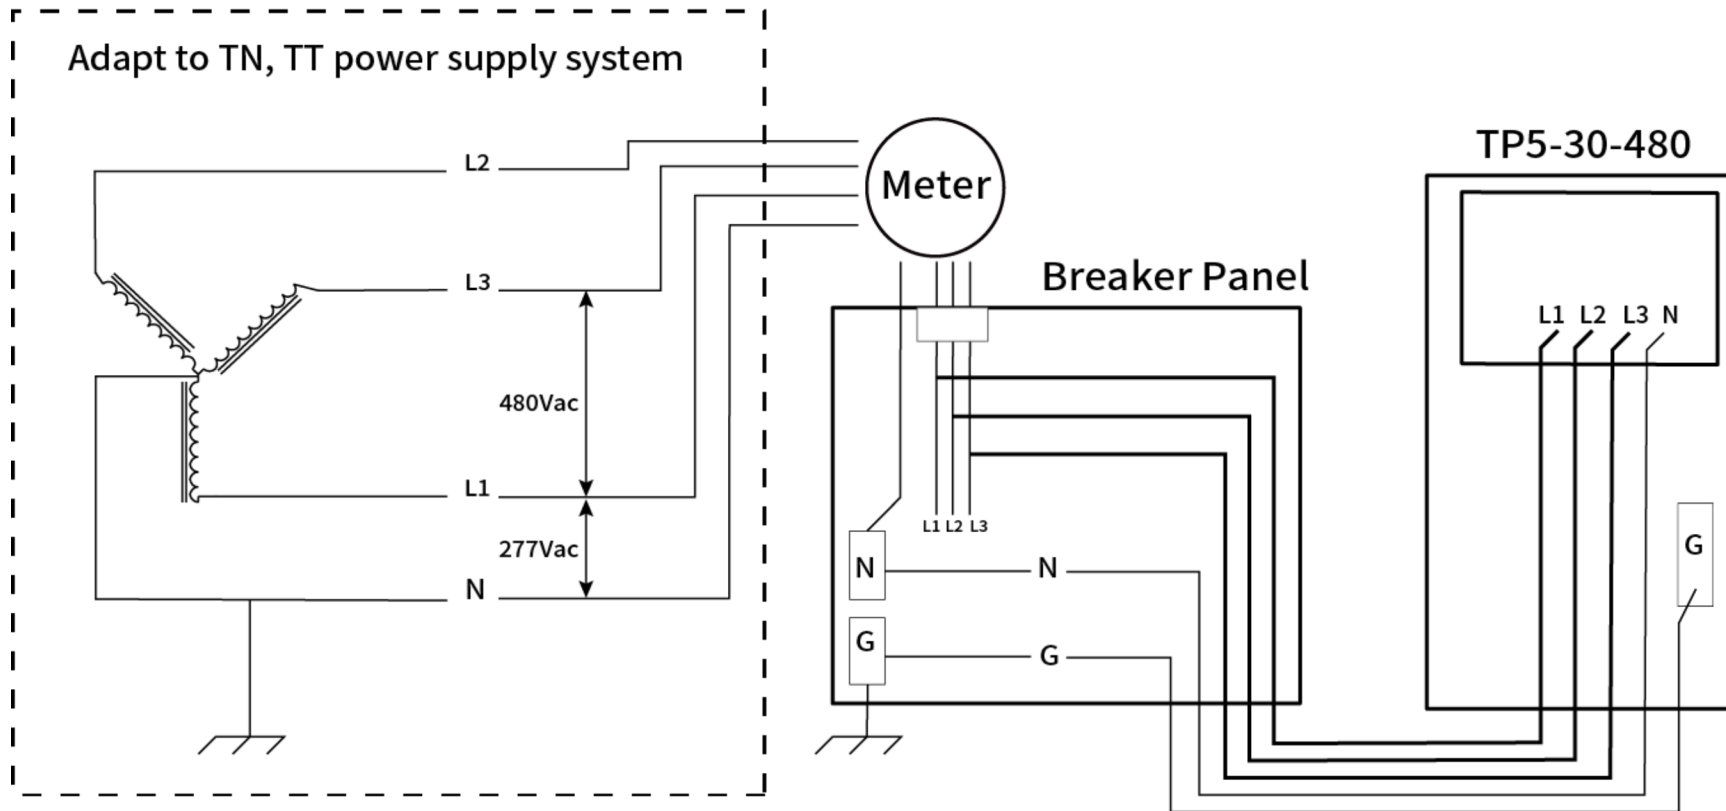 Adapt to TN, TT power supply system
L2
L3
480Vac
L1
277Vac
N
Meter
Breaker Panel
L1 L2 L3
N
N
G
G
TP5-30-480
L1 L2 L3 N
G